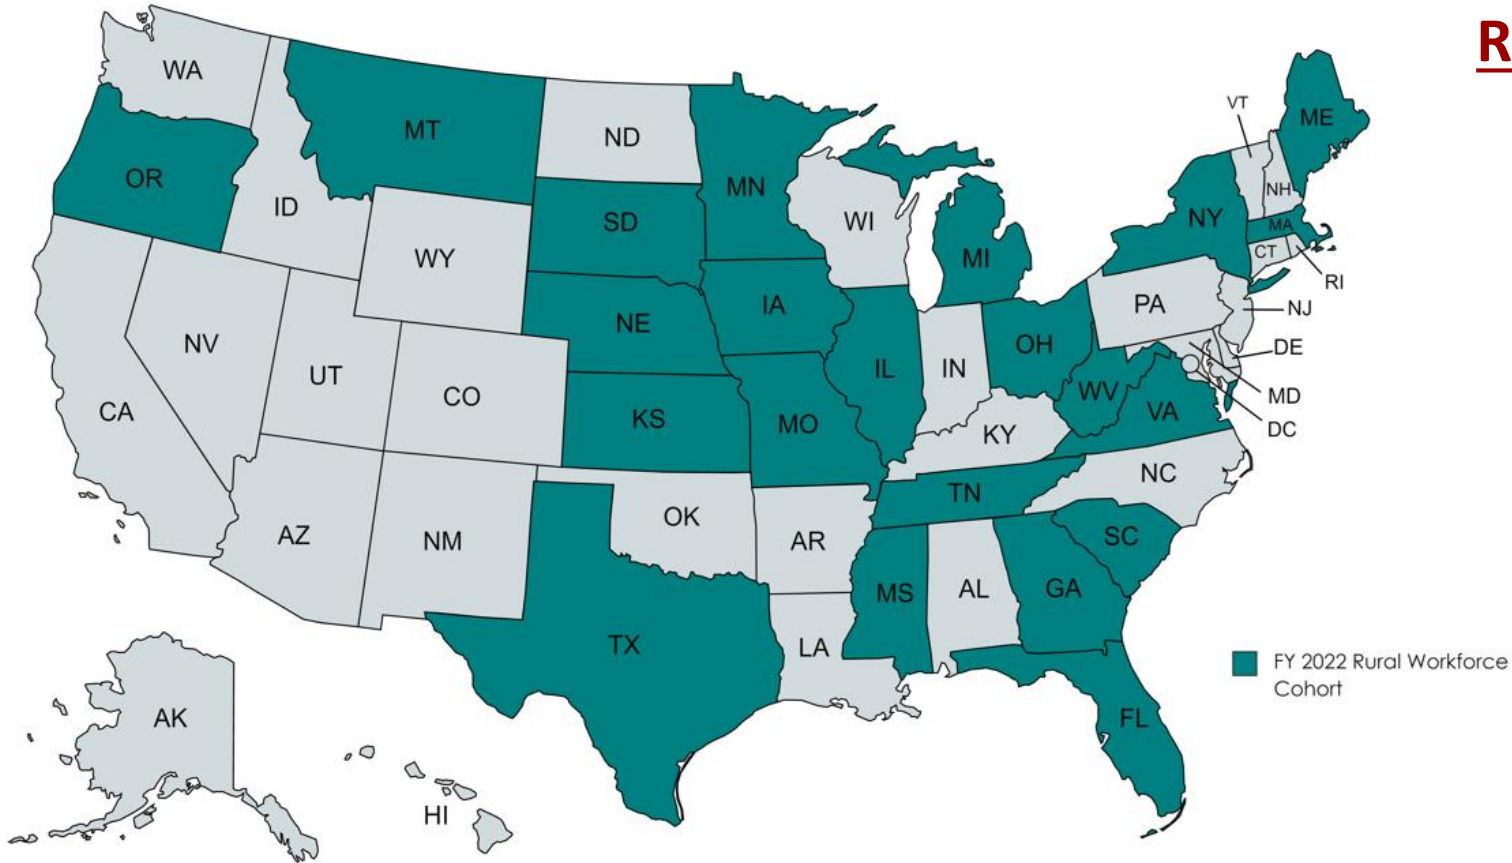 R
WA
MT
ND
MN
VT
ME
OR
ID
SD
WI
NH
NY
MA
WY
MI
CT
RI
NE
IA
PA
NJ
NV
UT
CO
KS
IL
IN
OH
DE
WV
MD
CA
MO
KY
VA
DC
AZ
NM
OK
AR
TN
NC
SC
MS
AL
GA
TX
LA
FY 2022 Rural Workforce
Cohort
AK
FL
HI